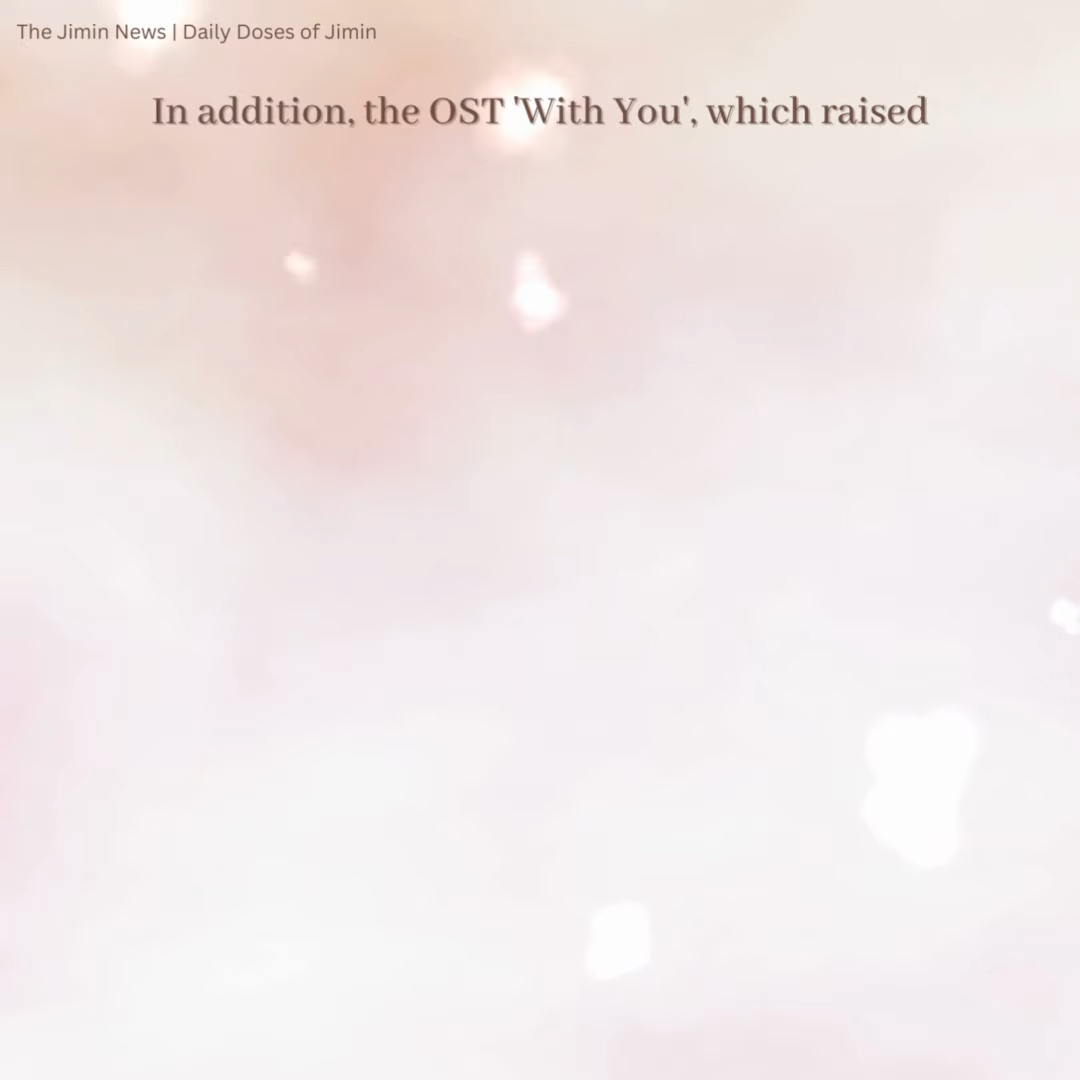 The Jimin News | Daily Doses of Jimin
In addition, the OST 'With You', which raised